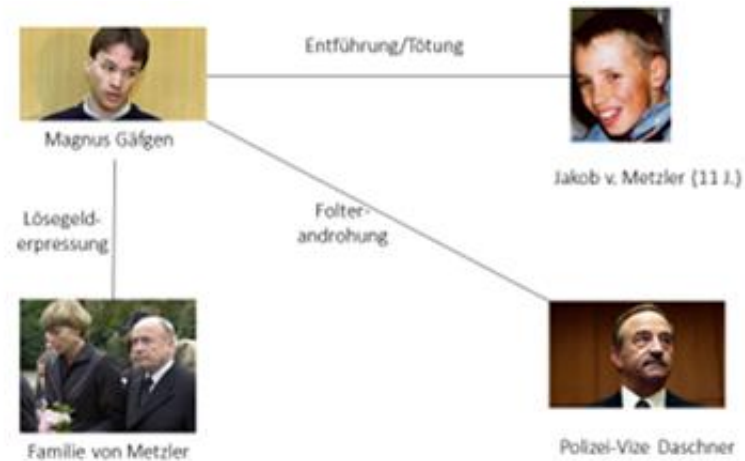 Entführung/Tötung
Magnus Gäfgen
Jakob v. Metzler (11 J.)
Folter-
androhung
Lösegeld-
erpressung
Familie von Metzler
Polizei-Vize Daschner